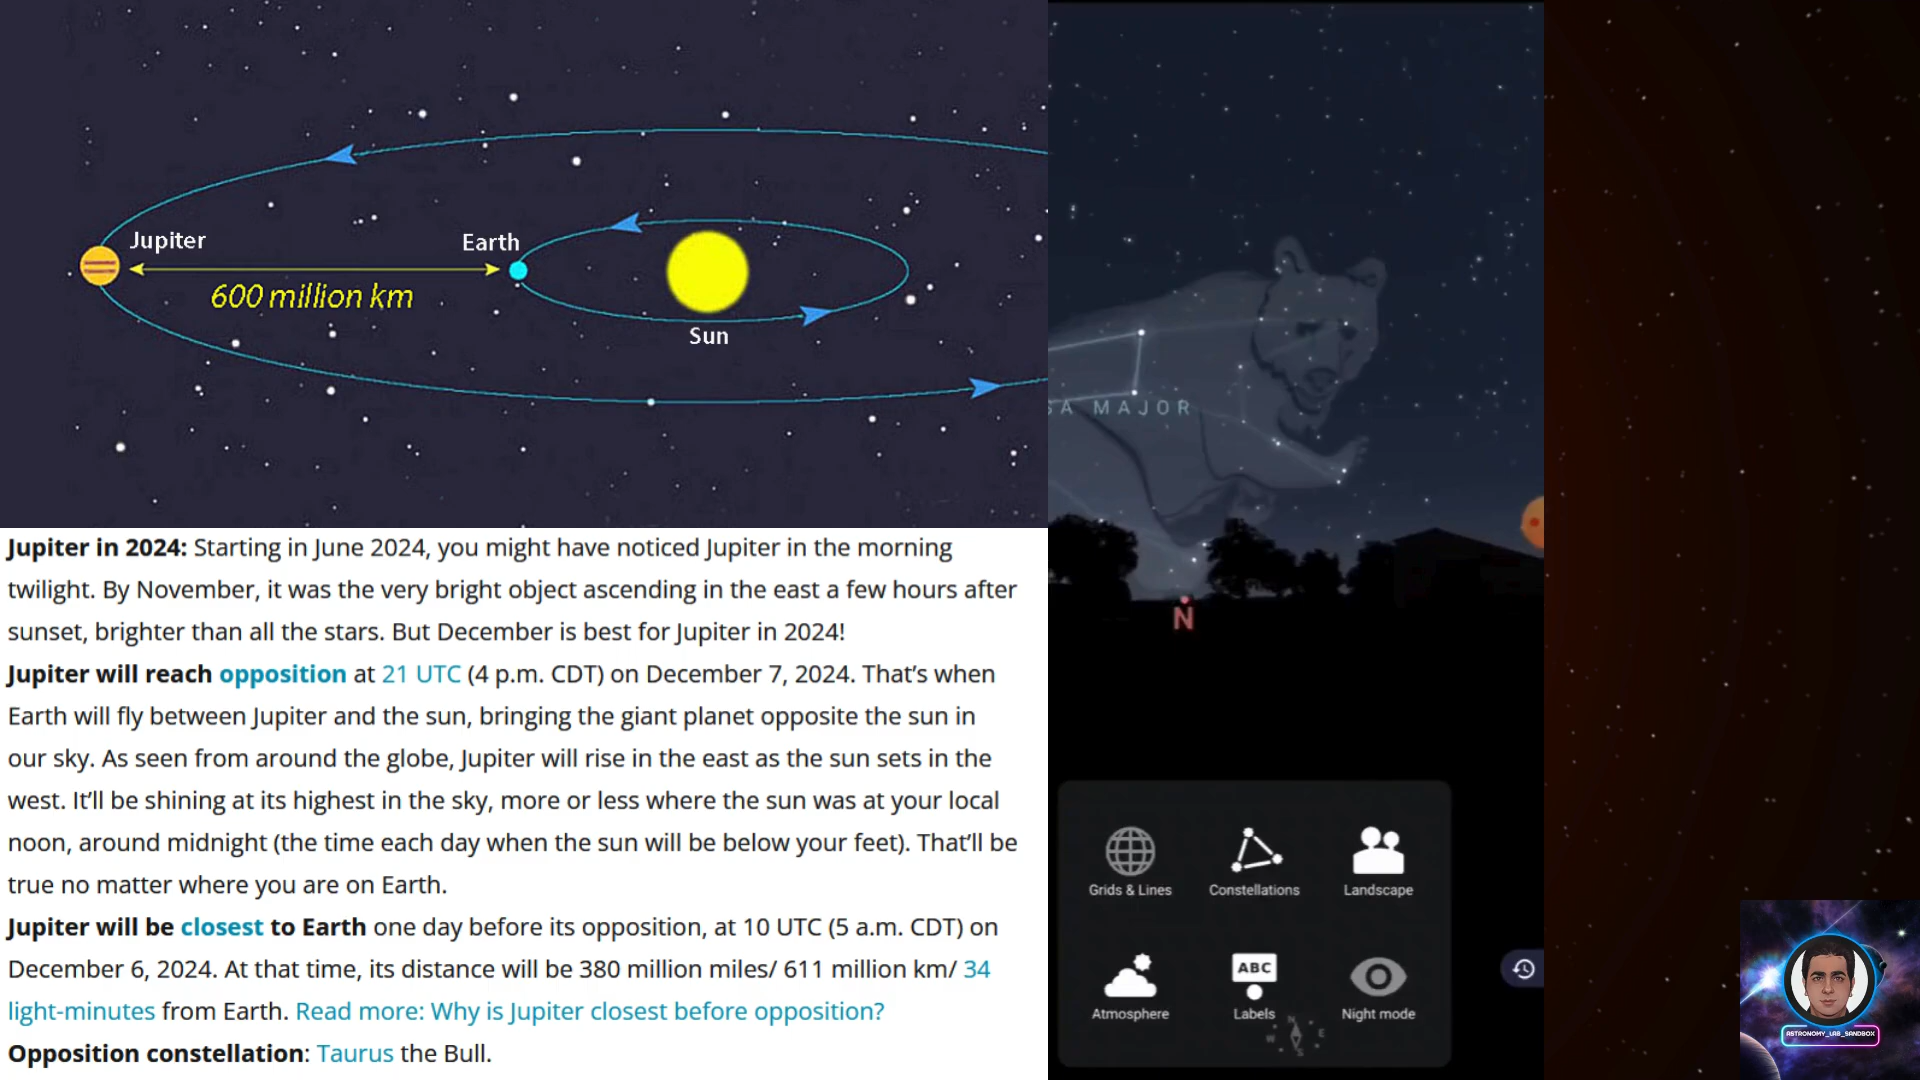 Jupiter
Earth
600 million km
Sun
Jupiter in 2024: Starting in June 2024, you might have noticed Jupiter in the morning
twilight. By November, it was the very bright object ascending in the east a few hours after
sunset, brighter than all the stars. But December is best for Jupiter in 2024!
Jupiter will reach opposition at 21 UTC (4 p.m. CDT) on December 7, 2024. That’s when
Earth will fly between Jupiter and the sun, bringing the giant planet opposite the sun in
our sky. As seen from around the globe, Jupiter will rise in the east as the sun sets in the
west. It’ll be shining at its highest in the sky, more or less where the sun was at your local
noon, around midnight (the time each day when the sun will be below your feet). That’ll be
true no matter where you are on Earth.
Jupiter will be closest to Earth one day before its opposition, at 10 UTC (5 a.m. CDT) on
December 6, 2024. At that time, its distance will be 380 million miles/ 611 million km/ 34
light-minutes from Earth. Read more: Why is Jupiter closest before opposition?
Opposition constellation: Taurus the Bull.
SA MAJOR
N
Grids & Lines
Constellations
Landscape
ABC
Atmosphere
Labels
Night mode
N
W E
S
ASTRONOMY_LAB_SANDBOX